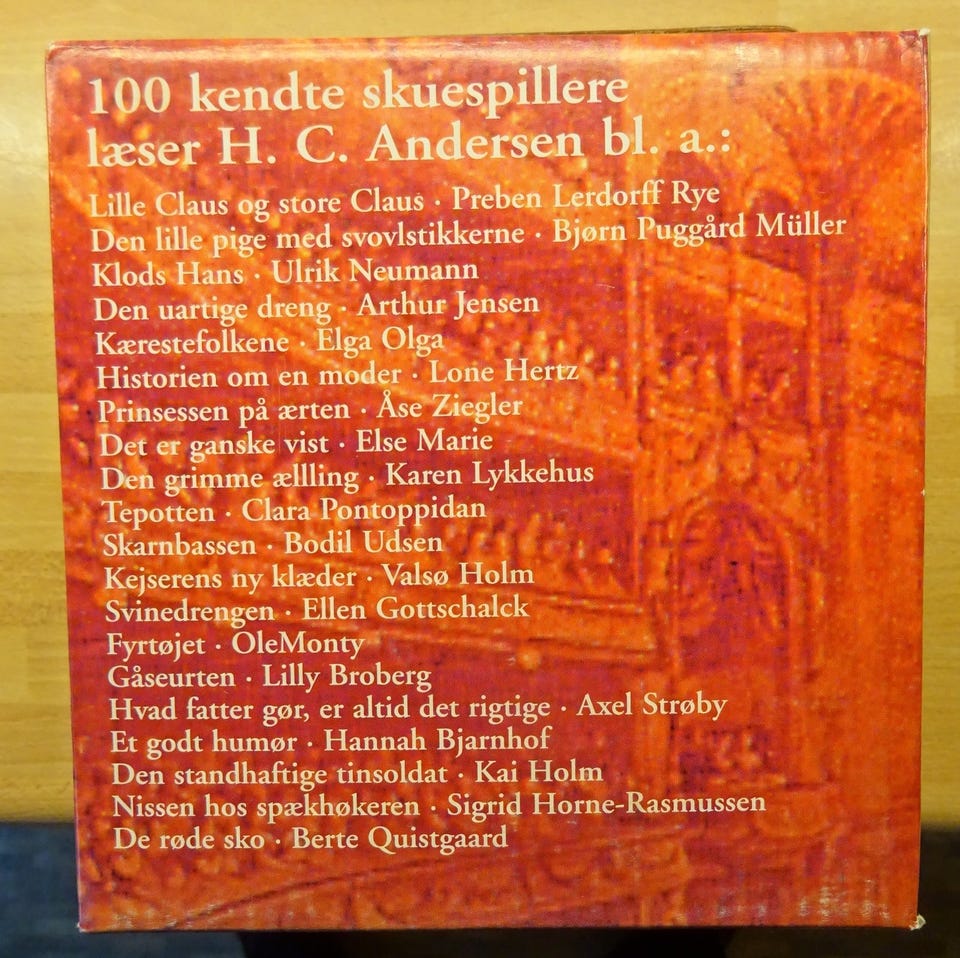 100 kendte skuespillere
læser H. C. Andersen bl. a.:
Lille Claus og store Claus · Preben Lerdorff Rye
Den lille pige med svovlstikkerne · Bjørn Puggård Müller
Klods Hans · Ulrik Neumann
Den uartige dreng · Arthur Jensen
Kærestefolkene · Elga Olga
Historien om en moder · Lone Hertz
Prinsessen på ærten · Åse Ziegler
Det er ganske vist · Else Marie
Den grimme ællling · Karen Lykkehus
Tepotten · Clara Pontoppidan
Skarnbassen · Bodil Udsen
Kejserens ny klæder · Valsø Holm
Svinedrengen · Ellen Gottschalck
Fyrtøjet · OleMonty
Gåseurten · Lilly Broberg
Hvad fatter gør, er altid det rigtige · Axel Strøby
Et godt humør · Hannah Bjarnhof
Den standhaftige tinsoldat · Kai Holm
Nissen hos spækhøkeren · Sigrid Horne-Rasmussen
De røde sko · Berte Quistgaard